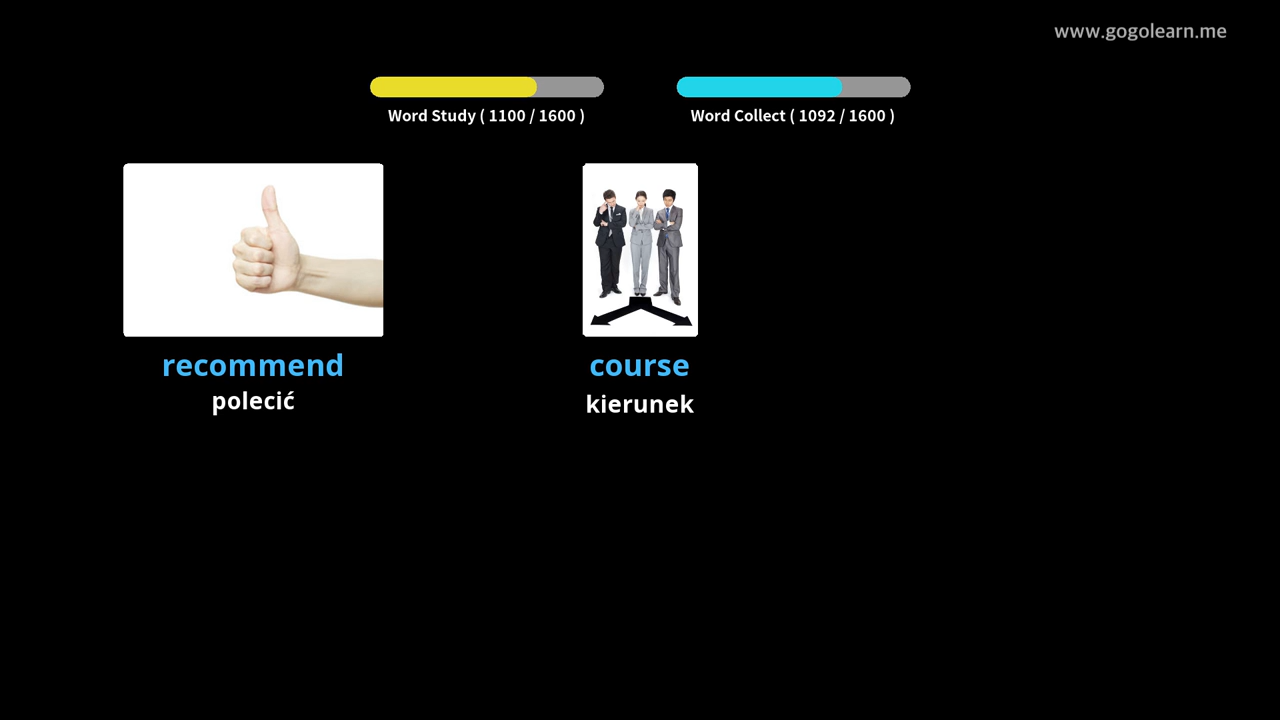 www.gogolearn.me
Word Study ( 1100 / 1600 )
Word Collect ( 1092 / 1600 )
recommend
polecić
course
kierunek